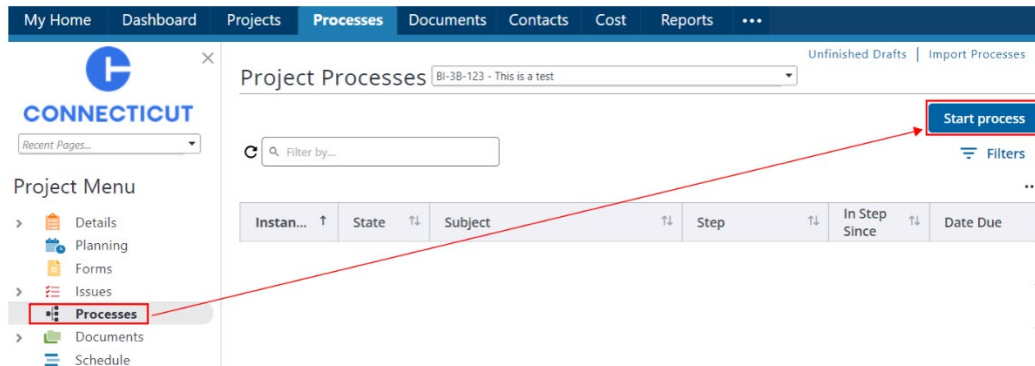 My Home Dashboard Projects Processes Documents Contacts Cost Reports •••
Unfinished Drafts | Import Processes
Project Processes BI-3B-123 - This is a test
CONNECTICUT
Start process
Recent Pages...
Filter by...
Filters
Project Menu
Instan... State Subject Step In Step Since Date Due
Details
Planning
Forms
Issues
Processes
Documents
Schedule